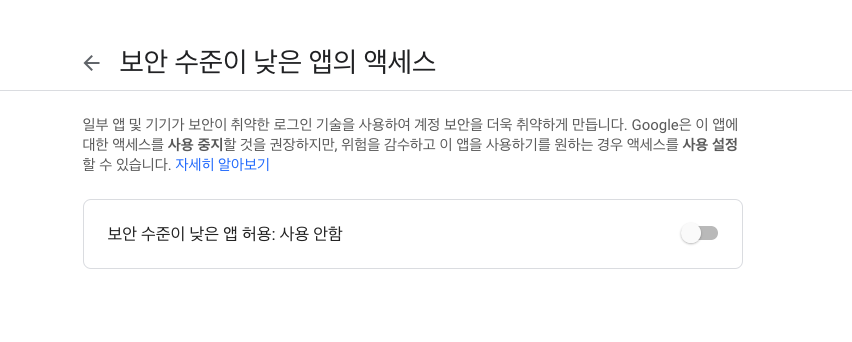 보안 수준이 낮은 앱의 액세스
일부 앱 및 기기가 보안이 취약한 로그인 기술을 사용하여 계정 보안을 더욱 취약하게 만듭니다. Google은 이 앱에
대한 액세스를 사용 중지할 것을 권장하지만, 위험을 감수하고 이 앱을 사용하기를 원하는 경우 액세스를 사용 설정
할 수 있습니다. 자세히 알아보기
보안 수준이 낮은 앱 허용: 사용 안함